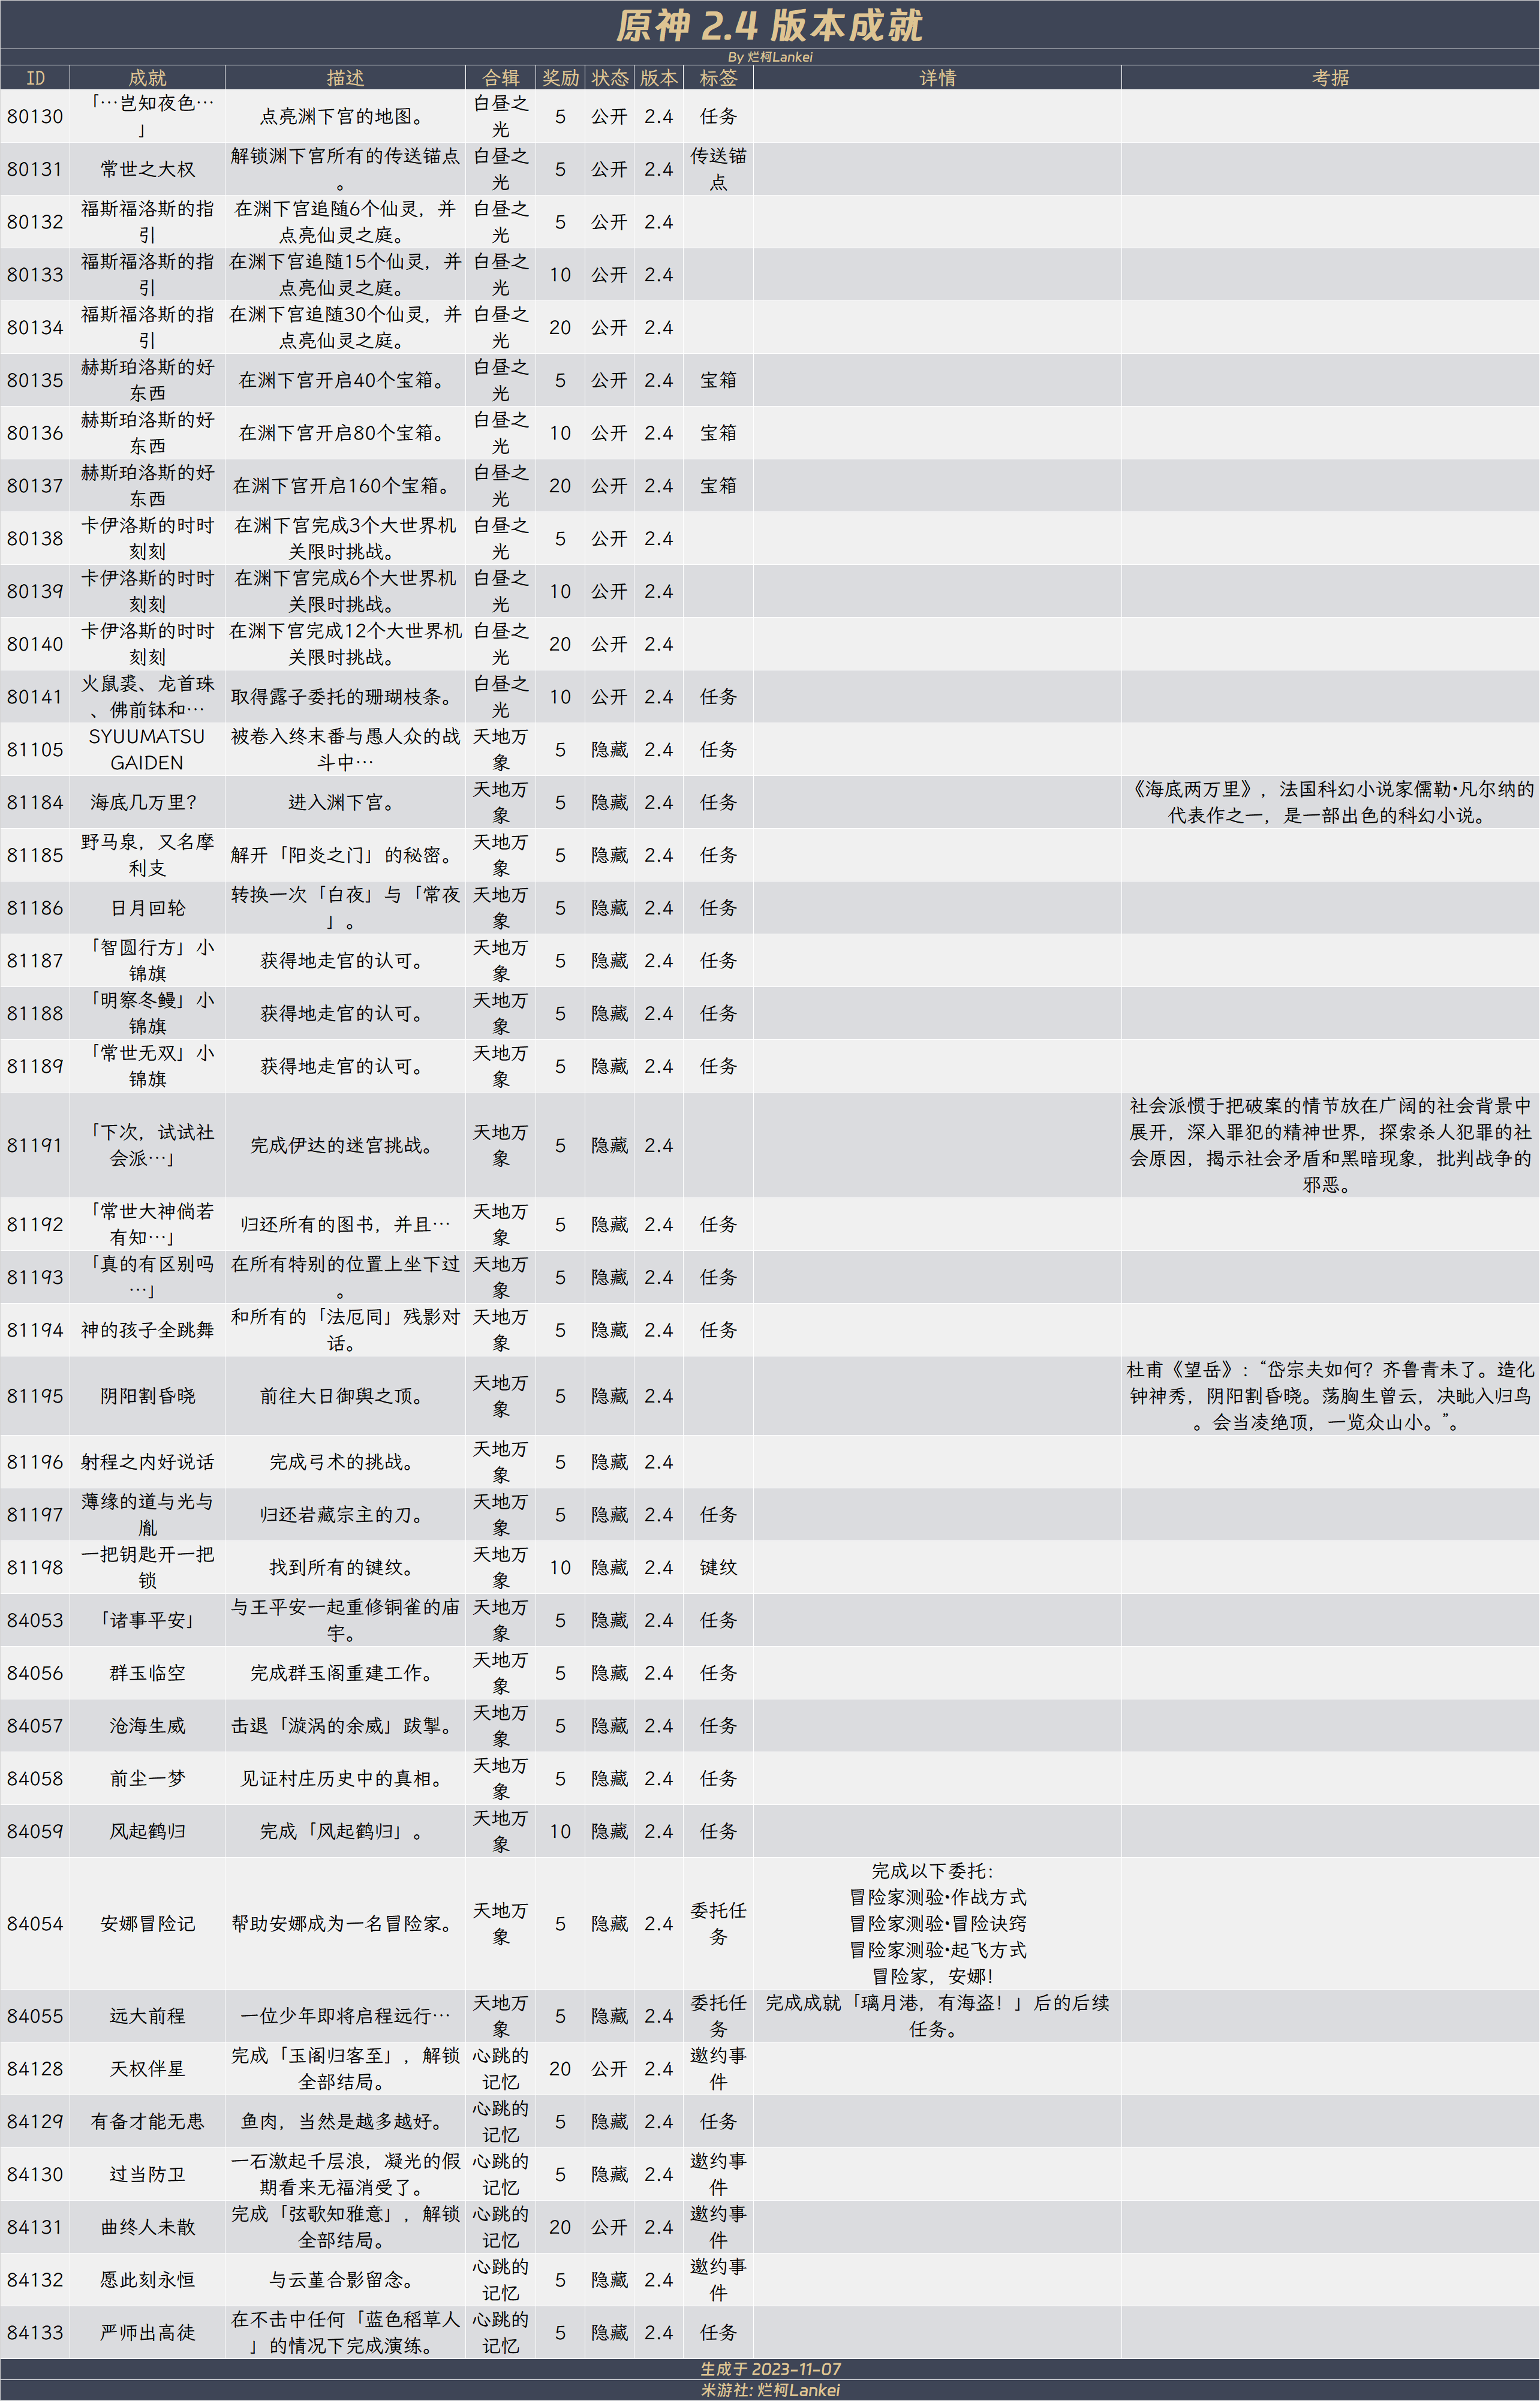 原神 2.4 版本成就
By 烂柯Lankei
ID 成就 描述 合辑 奖励 状态 版本 标签 详情 考据
80130 「…岂知夜色…」 点亮渊下宫的地图。 白昼之光 5 公开 2.4 任务
80131 常世之大权 解锁渊下宫所有的传送锚点。 白昼之光 5 公开 2.4 传送锚点
80132 福斯福洛斯的指引 在渊下宫追随6个仙灵，并点亮仙灵之庭。 白昼之光 5 公开 2.4
80133 福斯福洛斯的指引 在渊下宫追随15个仙灵，并点亮仙灵之庭。 白昼之光 10 公开 2.4
80134 福斯福洛斯的指引 在渊下宫追随30个仙灵，并点亮仙灵之庭。 白昼之光 20 公开 2.4
80135 赫斯珀洛斯的好东西 在渊下宫开启40个宝箱。 白昼之光 5 公开 2.4 宝箱
80136 赫斯珀洛斯的好东西 在渊下宫开启80个宝箱。 白昼之光 10 公开 2.4 宝箱
80137 赫斯珀洛斯的好东西 在渊下宫开启160个宝箱。 白昼之光 20 公开 2.4 宝箱
80138 卡伊洛斯的时时刻刻 在渊下宫完成3个大世界机关限时挑战。 白昼之光 5 公开 2.4
80139 卡伊洛斯的时时刻刻 在渊下宫完成6个大世界机关限时挑战。 白昼之光 10 公开 2.4
80140 卡伊洛斯的时时刻刻 在渊下宫完成12个大世界机关限时挑战。 白昼之光 20 公开 2.4
80141 火鼠裘、龙首珠、佛前钵和… 取得露子委托的珊瑚枝条。 白昼之光 10 公开 2.4 任务
81105 SYUUMATSU GAIDEN 被卷入终末番与愚人众的战斗中… 天地万象 5 隐藏 2.4 任务
81184 海底几万里？ 进入渊下宫。 天地万象 5 隐藏 2.4 任务 《海底两万里》，法国科幻小说家儒勒•凡尔纳的代表作之一，是一部出色的科幻小说。
81185 野马泉，又名摩利支 解开「阳炎之门」的秘密。 天地万象 5 隐藏 2.4 任务
81186 日月回轮 转换一次「白夜」与「常夜」。 天地万象 5 隐藏 2.4 任务
81187 「智圆行方」小锦旗 获得地走官的认可。 天地万象 5 隐藏 2.4 任务
81188 「明察冬鳗」小锦旗 获得地走官的认可。 天地万象 5 隐藏 2.4 任务
81189 「常世无双」小锦旗 获得地走官的认可。 天地万象 5 隐藏 2.4 任务
81191 「下次，试试社会派…」 完成伊达的迷宫挑战。 天地万象 5 隐藏 2.4 社会派惯于把破案的情节放在广阔的社会背景中展开，深入罪犯的精神世界，探索杀人犯罪的社会原因，揭示社会矛盾和黑暗现象，批判战争的邪恶。
81192 「常世大神倘若有知…」 归还所有的图书，并且… 天地万象 5 隐藏 2.4 任务
81193 「真的有区别吗…」 在所有特别的位置上坐下过。 天地万象 5 隐藏 2.4 任务
81194 神的孩子全跳舞 和所有的「法厄同」残影对话。 天地万象 5 隐藏 2.4 任务
81195 阴阳割昏晓 前往大日御舆之顶。 天地万象 5 隐藏 2.4 杜甫《望岳》：“岱宗夫如何？齐鲁青未了。造化钟神秀，阴阳割昏晓。荡胸生曾云，决眦入归鸟。会当凌绝顶，一览众山小。”。
81196 射程之内好说话 完成弓术的挑战。 天地万象 5 隐藏 2.4
81197 薄缘的道与光与胤 归还岩藏宗主的刀。 天地万象 5 隐藏 2.4 任务
81198 一把钥匙开一把锁 找到所有的键纹。 天地万象 10 隐藏 2.4 键纹
84053 「诸事平安」 与王平安一起重修铜雀的庙宇。 天地万象 5 隐藏 2.4 任务
84056 群玉临空 完成群玉阁重建工作。 天地万象 5 隐藏 2.4 任务
84057 沧海生威 击退「漩涡的余威」跋掣。 天地万象 5 隐藏 2.4 任务
84058 前尘一梦 见证村庄历史中的真相。 天地万象 5 隐藏 2.4 任务
84059 风起鹤归 完成「风起鹤归」。 天地万象 10 隐藏 2.4 任务
84054 安娜冒险记 帮助安娜成为一名冒险家。 天地万象 5 隐藏 2.4 委托任务 完成以下委托：
冒险家测验•作战方式
冒险家测验•冒险诀窍
冒险家测验•起飞方式
冒险家，安娜！
84055 远大前程 一位少年即将启程远行… 天地万象 5 隐藏 2.4 委托任务 完成成就「璃月港，有海盗！」后的后续任务。
84128 天权伴星 完成「玉阁归客至」，解锁全部结局。 心跳的记忆 20 公开 2.4 邀约事件
84129 有备才能无患 鱼肉，当然是越多越好。 心跳的记忆 5 隐藏 2.4 任务
84130 过当防卫 一石激起千层浪，凝光的假期看来无福消受了。 心跳的记忆 5 隐藏 2.4 邀约事件
84131 曲终人未散 完成「弦歌知雅意」，解锁全部结局。 心跳的记忆 20 公开 2.4 邀约事件
84132 愿此刻永恒 与云堇合影留念。 心跳的记忆 5 隐藏 2.4 邀约事件
84133 严师出高徒 在不击中任何「蓝色稻草人」的情况下完成演练。 心跳的记忆 5 隐藏 2.4 任务
生成于 2023-11-07
米游社: 烂柯Lankei